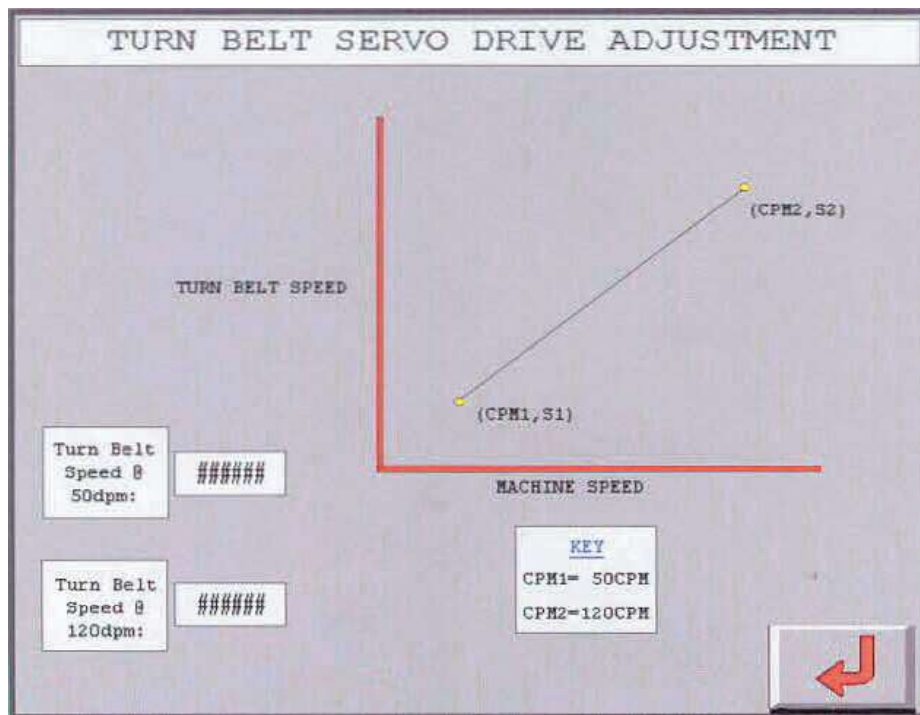 TURN BELT SERVO DRIVE ADJUSTMENT
(CPM2,S2)
TURN BELT SPEED
(CPM1,S1)
Turn Belt
Speed @
50dpm:
######
MACHINE SPEED
KEY
CPM1= 50CPM
CPM2=120CPM
Turn Belt
Speed @
120dpm:
######